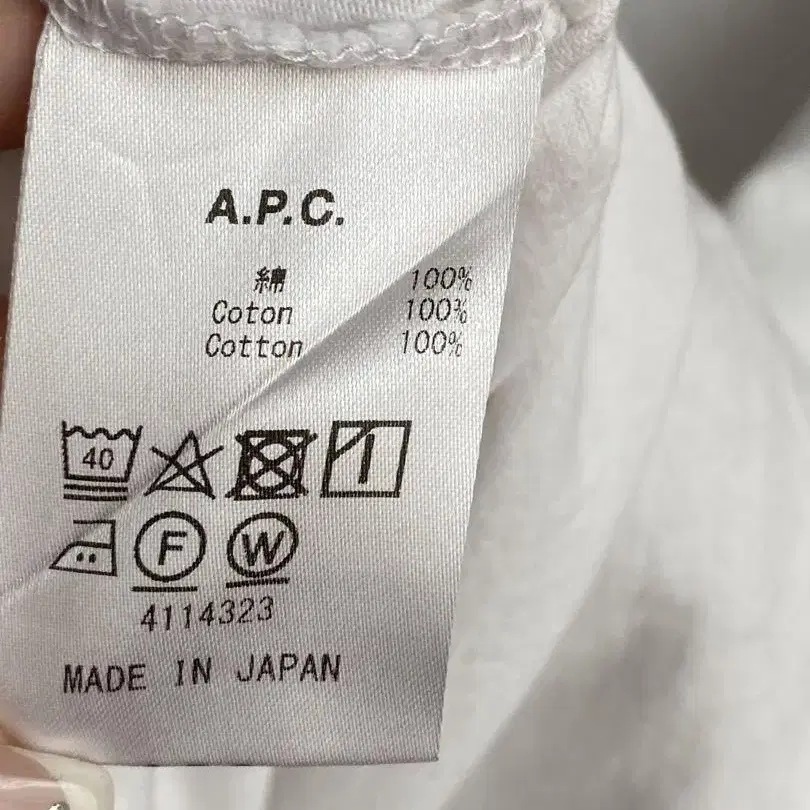 A.P.C.
綿 100%
Coton 100%
Cotton 100%
40
F W
4114323
MADE IN JAPAN